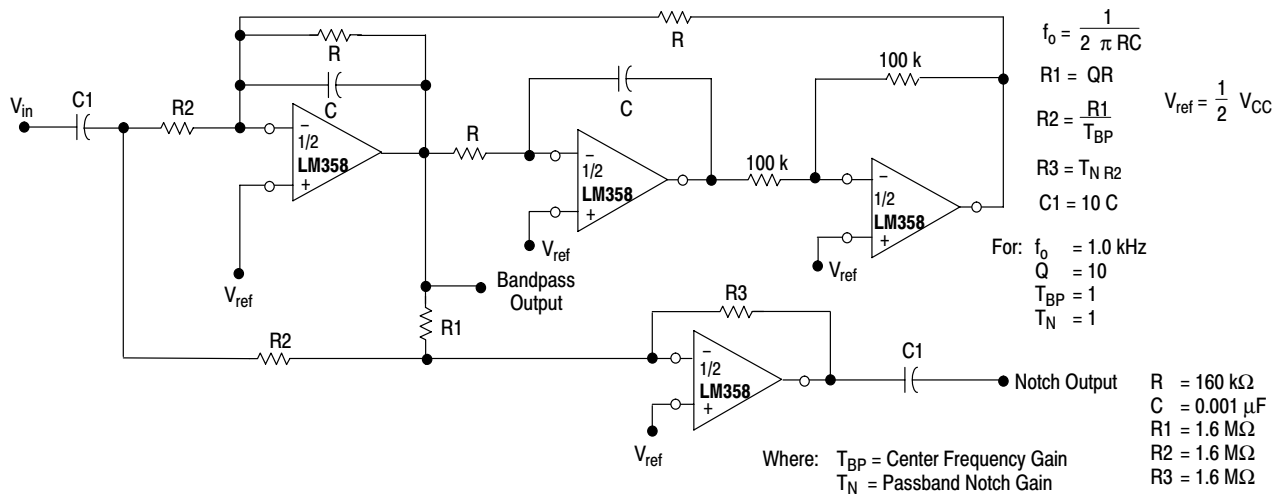 R
R
C
C1
V_in
R2
–
1/2
LM358
+
V_ref
R
C
–
1/2
LM358
+
V_ref
100 k
100 k
–
1/2
LM358
+
V_ref
Bandpass
Output
R1
R2
R3
–
1/2
LM358
+
V_ref
C1
Notch Output
f_o = 1 / 2 π RC
R1 = QR
R2 = R1 / T_BP
R3 = T_N R2
C1 = 10 C
V_ref = 1/2 V_CC
For: f_o = 1.0 kHz
Q = 10
T_BP = 1
T_N = 1
R = 160 kΩ
C = 0.001 μF
R1 = 1.6 MΩ
R2 = 1.6 MΩ
R3 = 1.6 MΩ
Where: T_BP = Center Frequency Gain
T_N = Passband Notch Gain